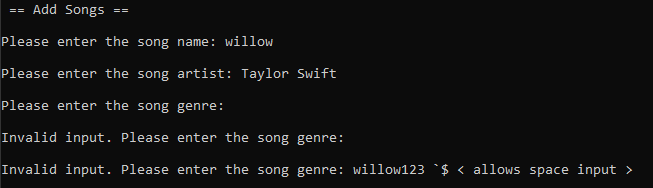 == Add Songs ==
Please enter the song name: willow
Please enter the song artist: Taylor Swift
Please enter the song genre:
Invalid input. Please enter the song genre:
Invalid input. Please enter the song genre: willow123 `$ < allows space input >